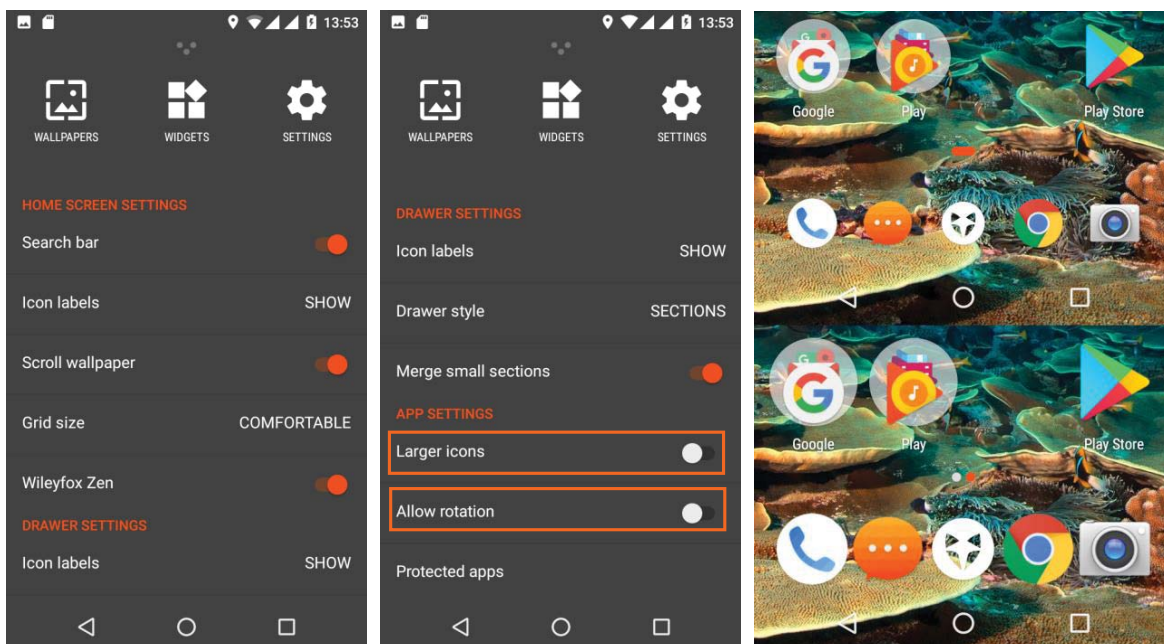 13:53
WALLPAPERS WIDGETS SETTINGS
HOME SCREEN SETTINGS
Search bar
Icon labels SHOW
Scroll wallpaper
Grid size COMFORTABLE
Wileyfox Zen
DRAWER SETTINGS
Icon labels SHOW
13:53
WALLPAPERS WIDGETS SETTINGS
DRAWER SETTINGS
Icon labels SHOW
Drawer style SECTIONS
Merge small sections
APP SETTINGS
Larger icons
Allow rotation
Protected apps
Google Play Play Store
Google Play Play Store